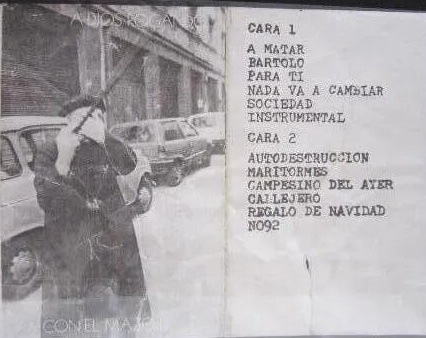 A DIOS ROGANDO
CON EL MAZO
CARA 1
A MATAR
BARTOLO
PARA TI
NADA VA A CAMBIAR
SOCIEDAD
INSTRUMENTAL
CARA 2
AUTODESTRUCCION
MARITORMES
CAMPESINO DEL AYER
CALLEJERO
REGALO DE NAVIDAD
NO92